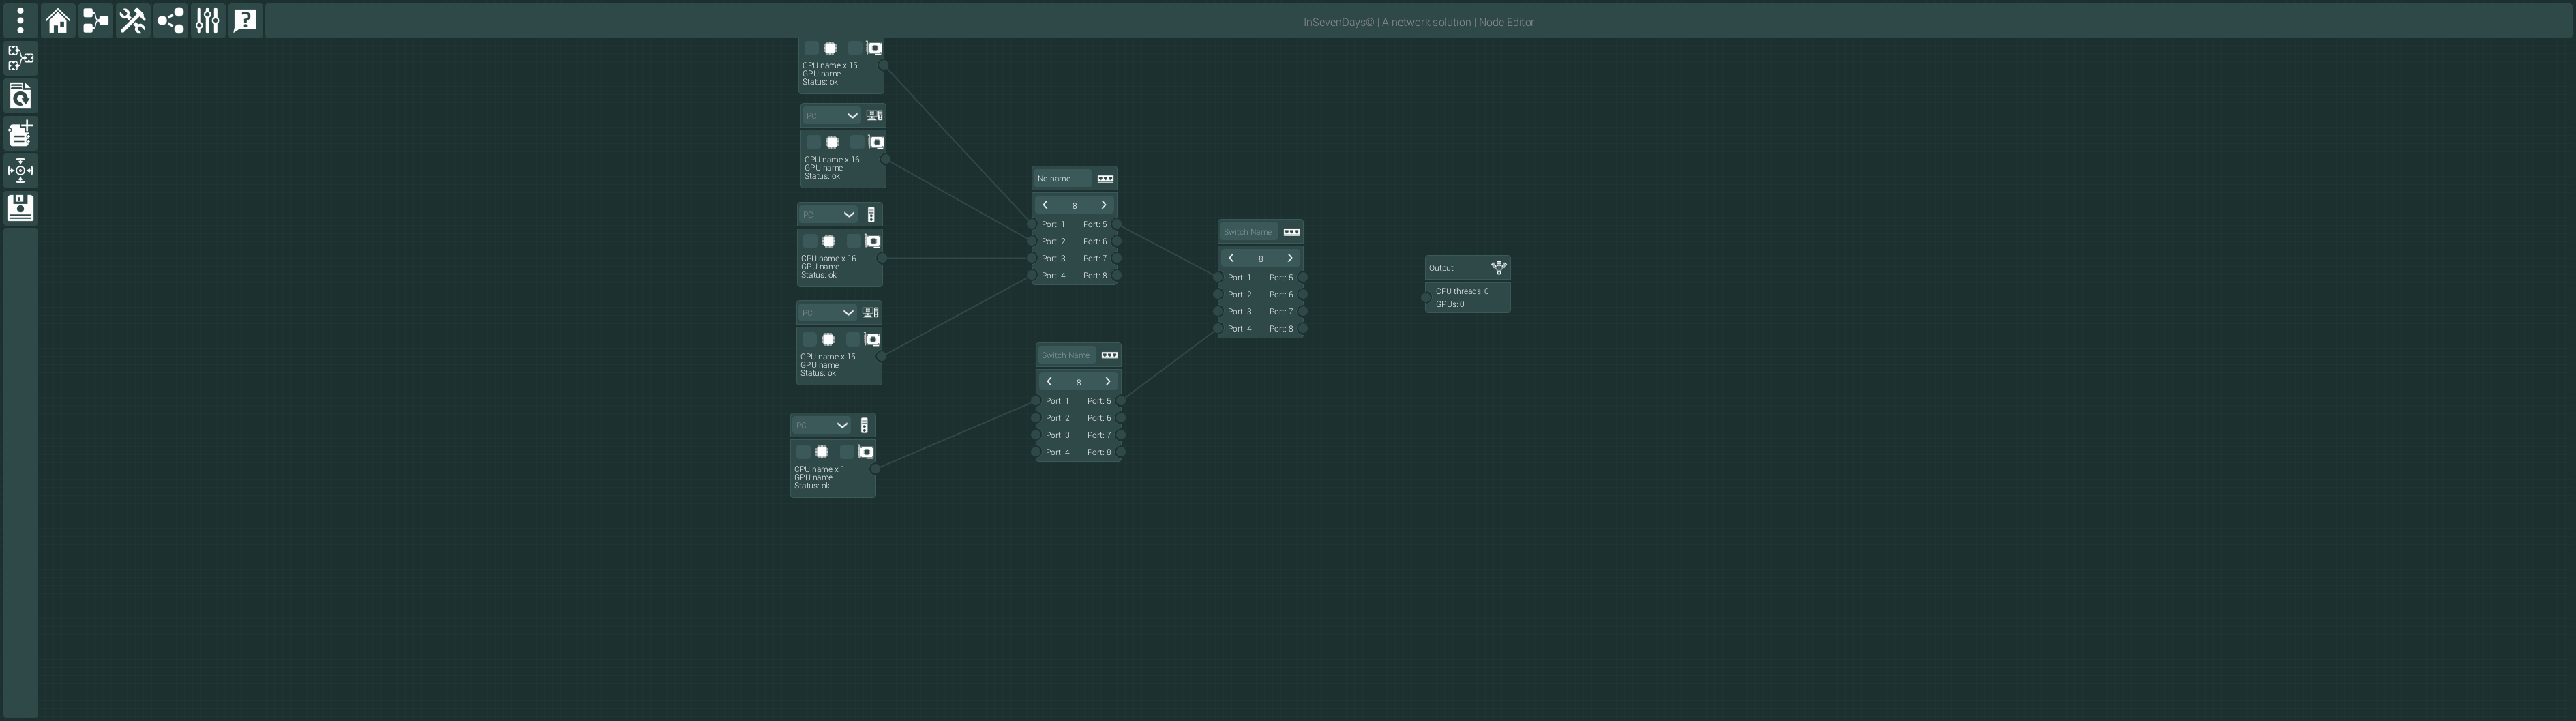 InSevenDays© | A network solution | Node Editor
CPU name x 15
GPU name
Status: ok
PC
CPU name x 16
GPU name
Status: ok
PC
CPU name x 16
GPU name
Status: ok
PC
CPU name x 15
GPU name
Status: ok
PC
CPU name x 1
GPU name
Status: ok
No name
8
Port: 1 Port: 5
Port: 2 Port: 6
Port: 3 Port: 7
Port: 4 Port: 8
Switch Name
8
Port: 1 Port: 5
Port: 2 Port: 6
Port: 3 Port: 7
Port: 4 Port: 8
Switch Name
8
Port: 1 Port: 5
Port: 2 Port: 6
Port: 3 Port: 7
Port: 4 Port: 8
Output
CPU threads: 0
GPUs: 0